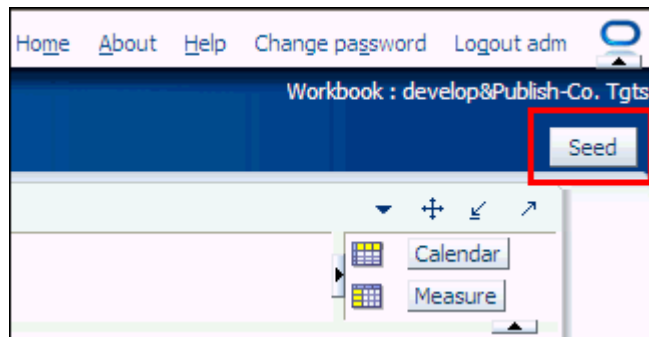 Home About Help Change password Logout adm
Workbook : develop&Publish-Co. Tgts
Seed
Calendar
Measure